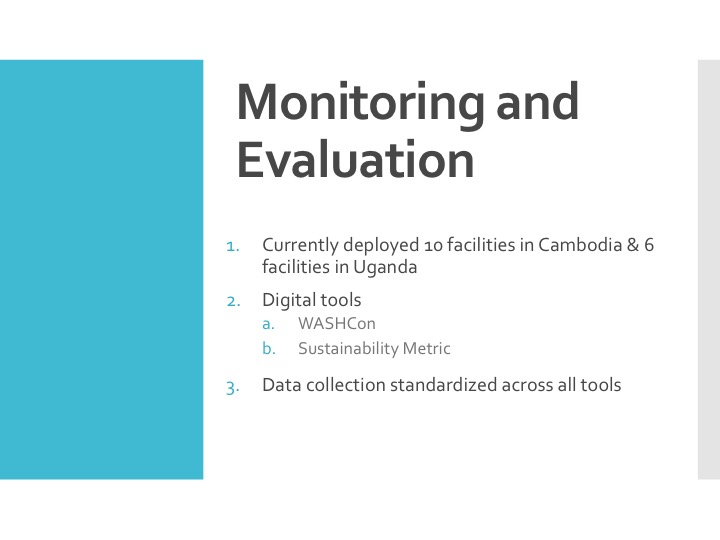 Monitoring and
Evaluation
1. Currently deployed 10 facilities in Cambodia & 6
facilities in Uganda
2. Digital tools
a. WASHCon
b. Sustainability Metric
3. Data collection standardized across all tools